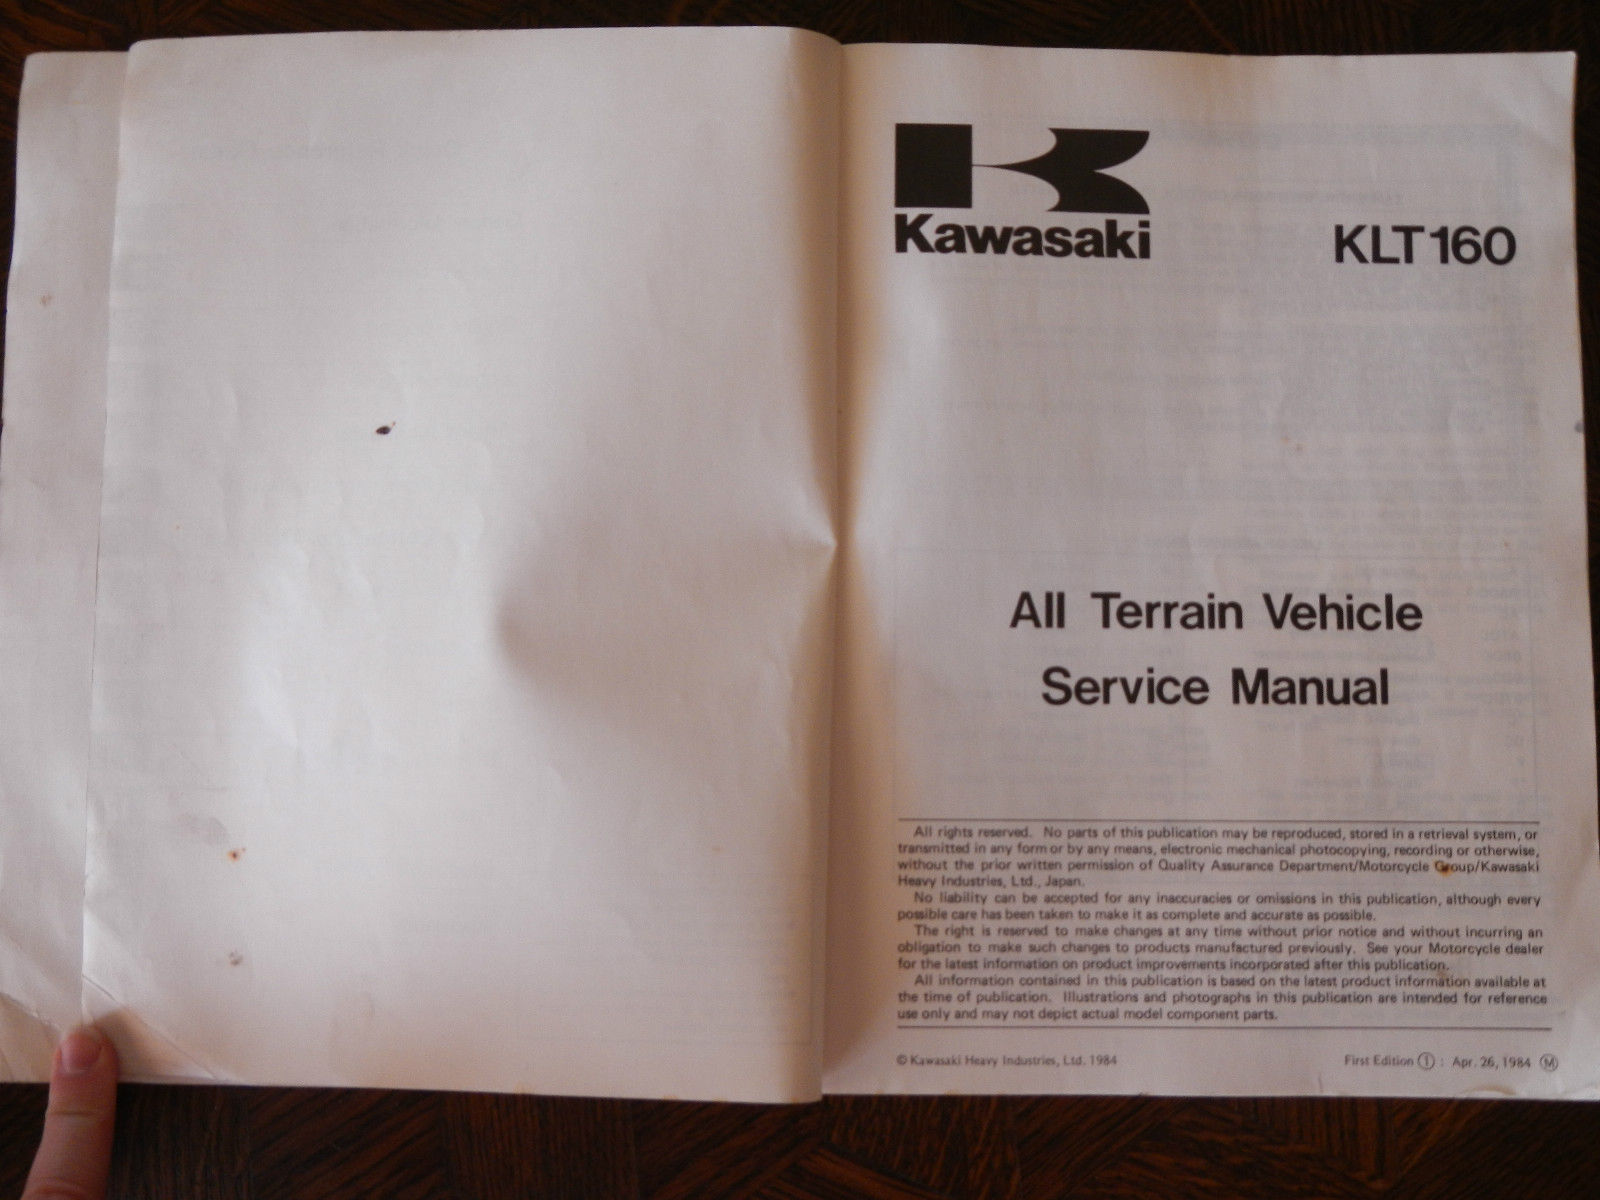 Kawasaki
KLT160
All Terrain Vehicle
Service Manual
All rights reserved. No parts of this publication may be reproduced, stored in a retrieval system, or
transmitted in any form or by any means, electronic mechanical photocopying, recording or otherwise,
without the prior written permission of Quality Assurance Department/Motorcycle Group/Kawasaki
Heavy Industries, Ltd., Japan.
No liability can be accepted for any inaccuracies or omissions in this publication, although every
possible care has been taken to make it as complete and accurate as possible.
The right is reserved to make changes at any time without prior notice and without incurring an
obligation to make such changes to products manufactured previously. See your Motorcycle dealer
for the latest information on product improvements incorporated after this publication.
All information contained in this publication is based on the latest product information available at
the time of publication. Illustrations and photographs in this publication are intended for reference
use only and may not depict actual model component parts.
© Kawasaki Heavy Industries, Ltd. 1984
First Edition ① : Apr. 26, 1984 Ⓜ